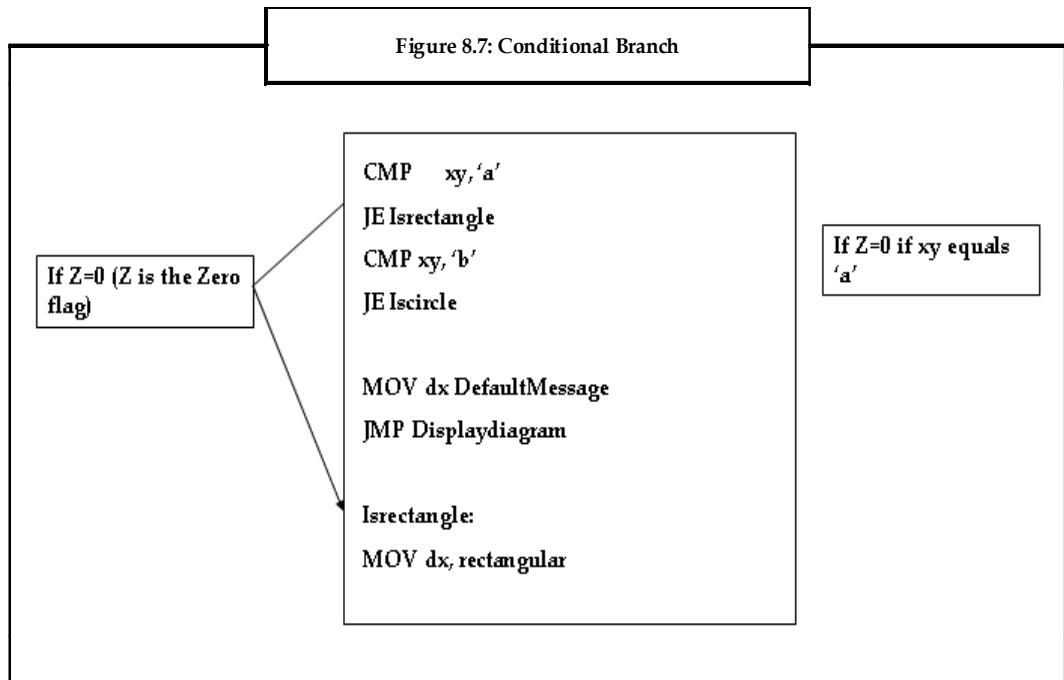 Figure 8.7: Conditional Branch
CMP xy, ‘a’
JE Isrectangle
CMP xy, ‘b’
JE Iscircle
MOV dx DefaultMessage
JMP Displaydiagram
Isrectangle:
MOV dx, rectangular
If Z=0 (Z is the Zero
flag)
If Z=0 if xy equals
‘a’